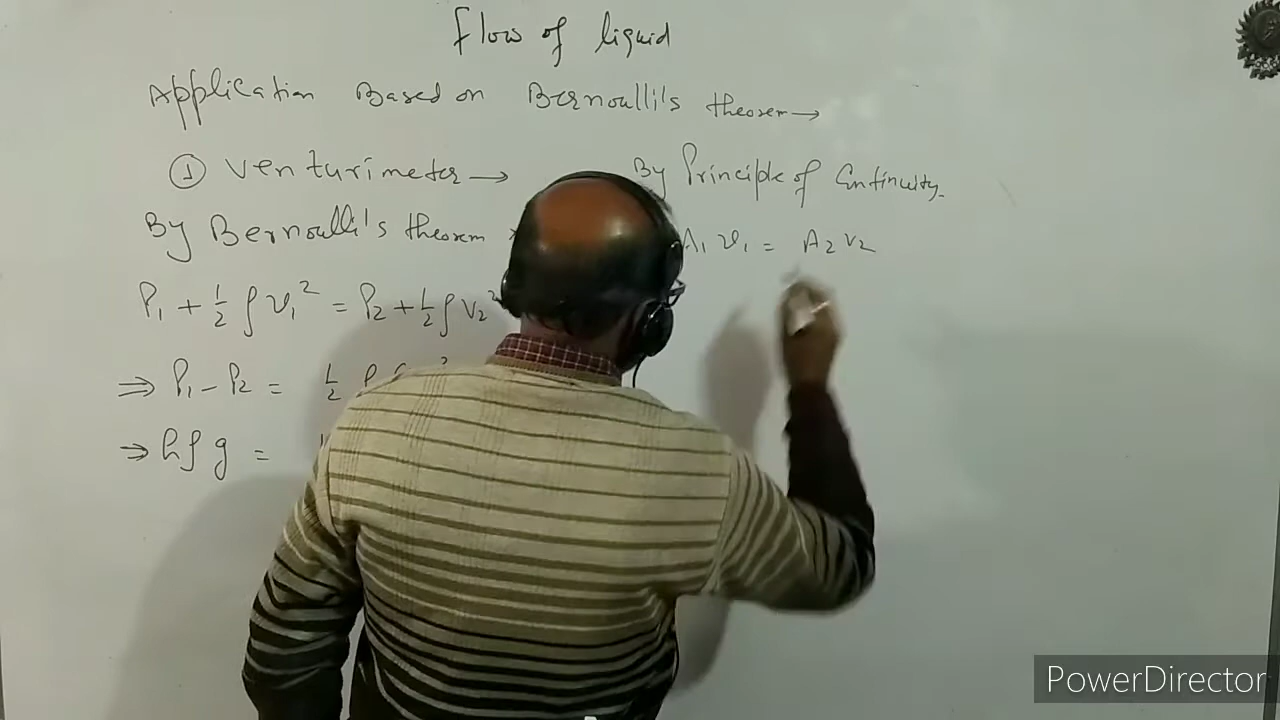 Flow of liquid
Application Based on Bernoulli's theorem →
① Venturimeter →
By Bernoulli's theorem
P₁ + ½ ρ v₁² = P₂ + ½ ρ v₂²
⇒ P₁ - P₂ = ½ ρ
⇒ hρg =
By Principle of Continuity.
A₁ v₁ = A₂ v₂
PowerDirector